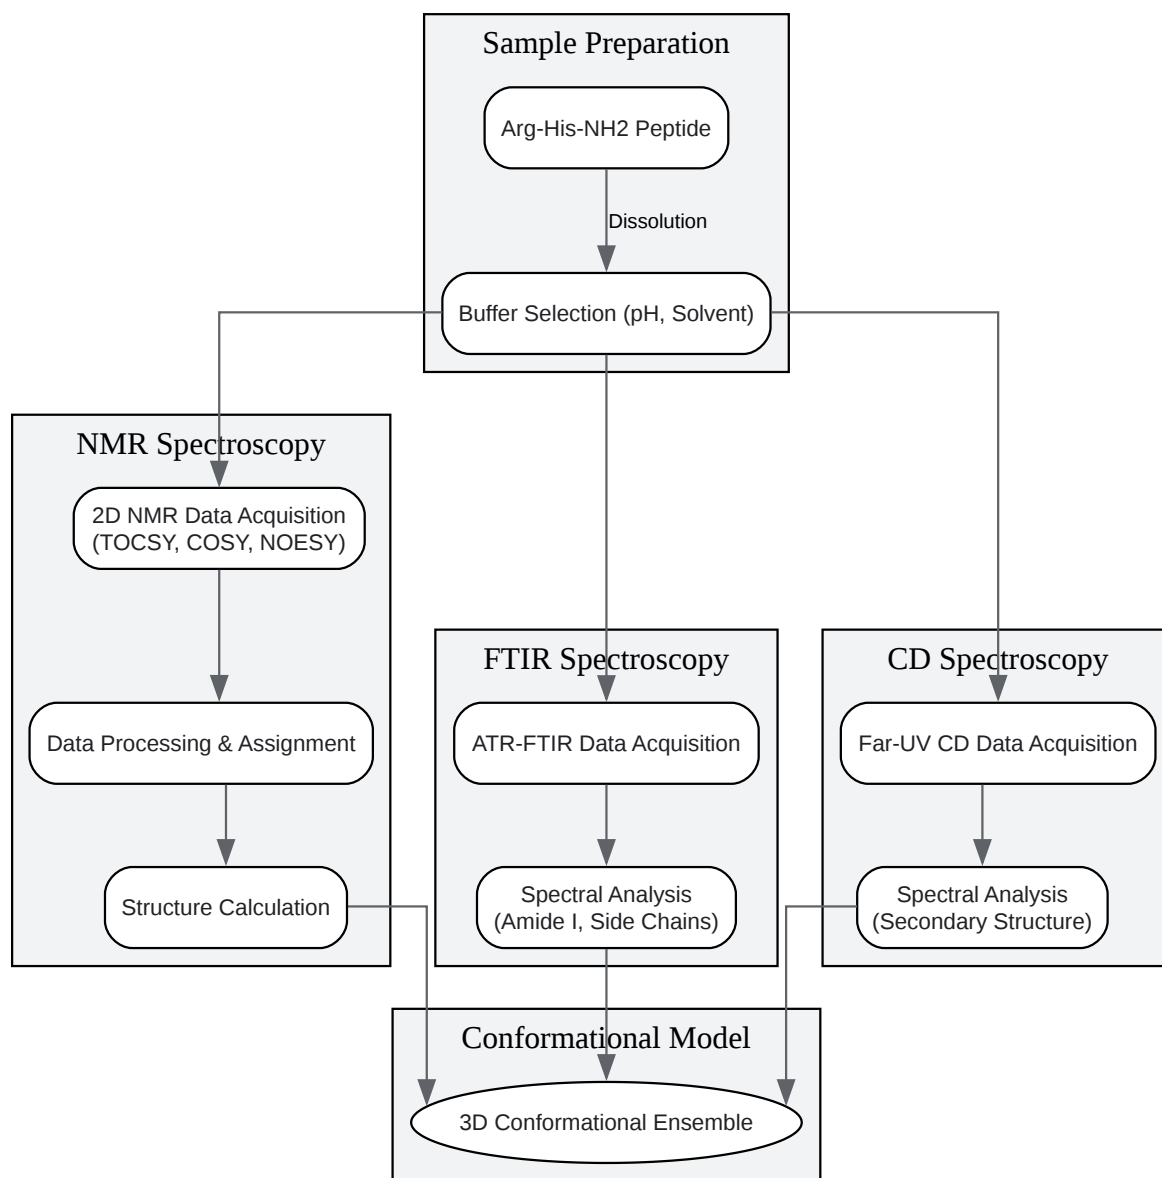 Sample Preparation
Arg-His-NH2 Peptide
Dissolution
Buffer Selection (pH, Solvent)
NMR Spectroscopy
2D NMR Data Acquisition
(TOCSY, COSY, NOESY)
Data Processing & Assignment
Structure Calculation
FTIR Spectroscopy
ATR-FTIR Data Acquisition
Spectral Analysis
(Amide I, Side Chains)
CD Spectroscopy
Far-UV CD Data Acquisition
Spectral Analysis
(Secondary Structure)
Conformational Model
3D Conformational Ensemble